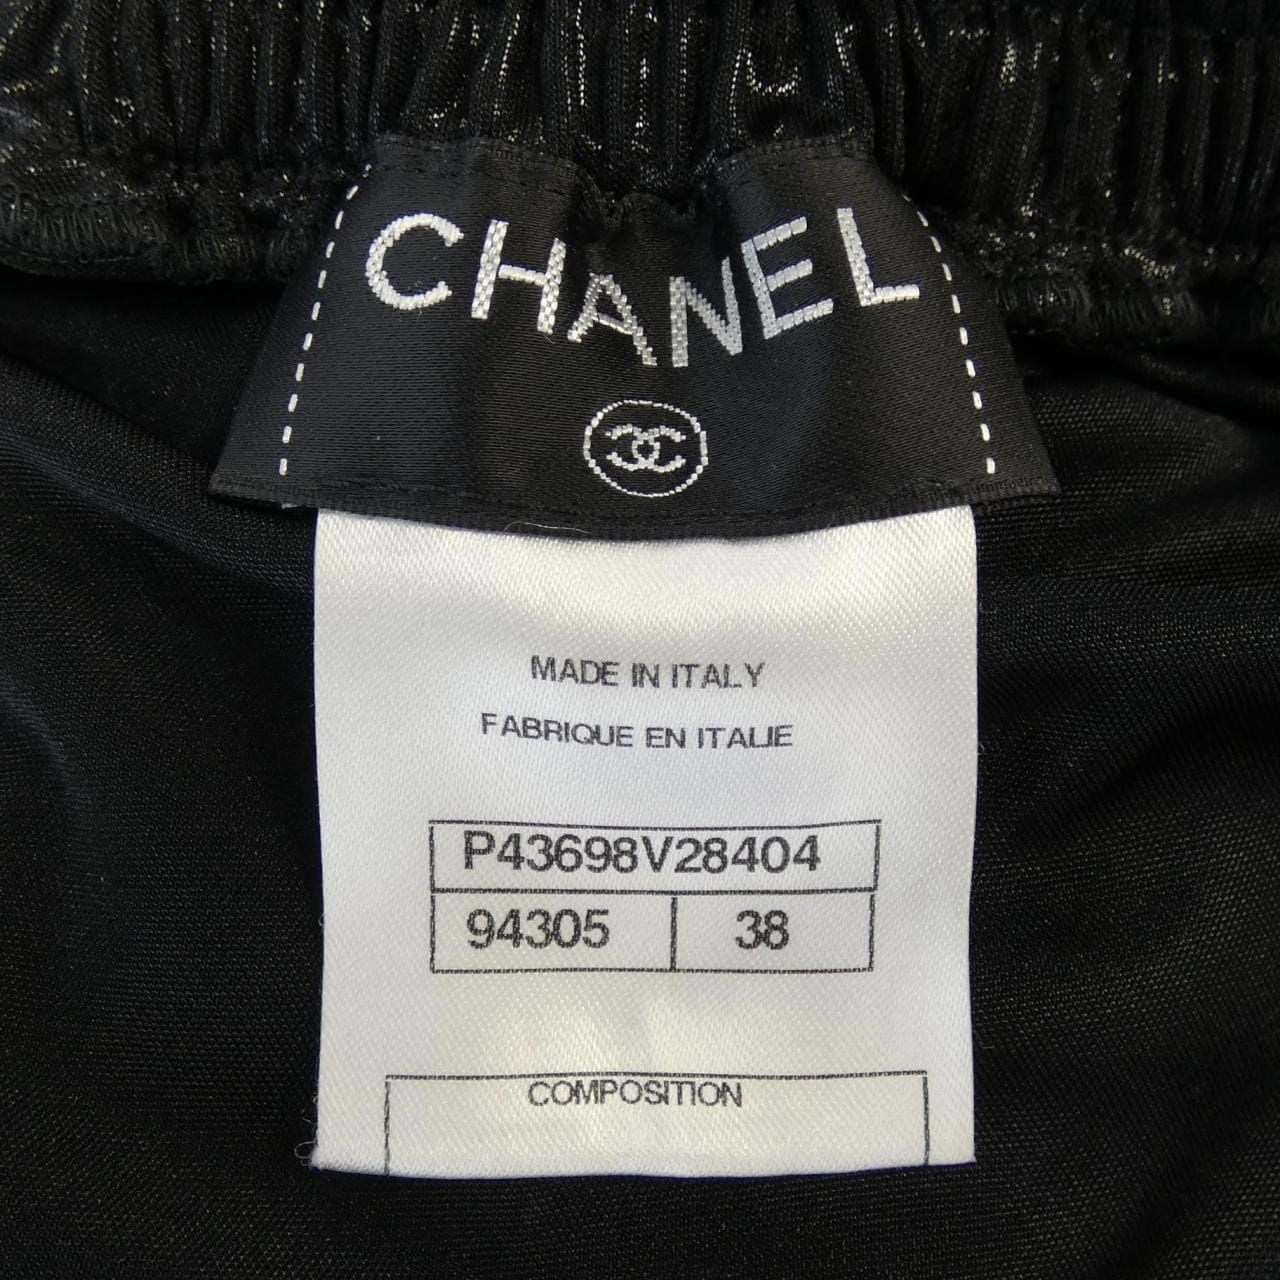 CHANEL
MADE IN ITALY
FABRIQUE EN ITALIE
P43698V28404
94305 38
COMPOSITION